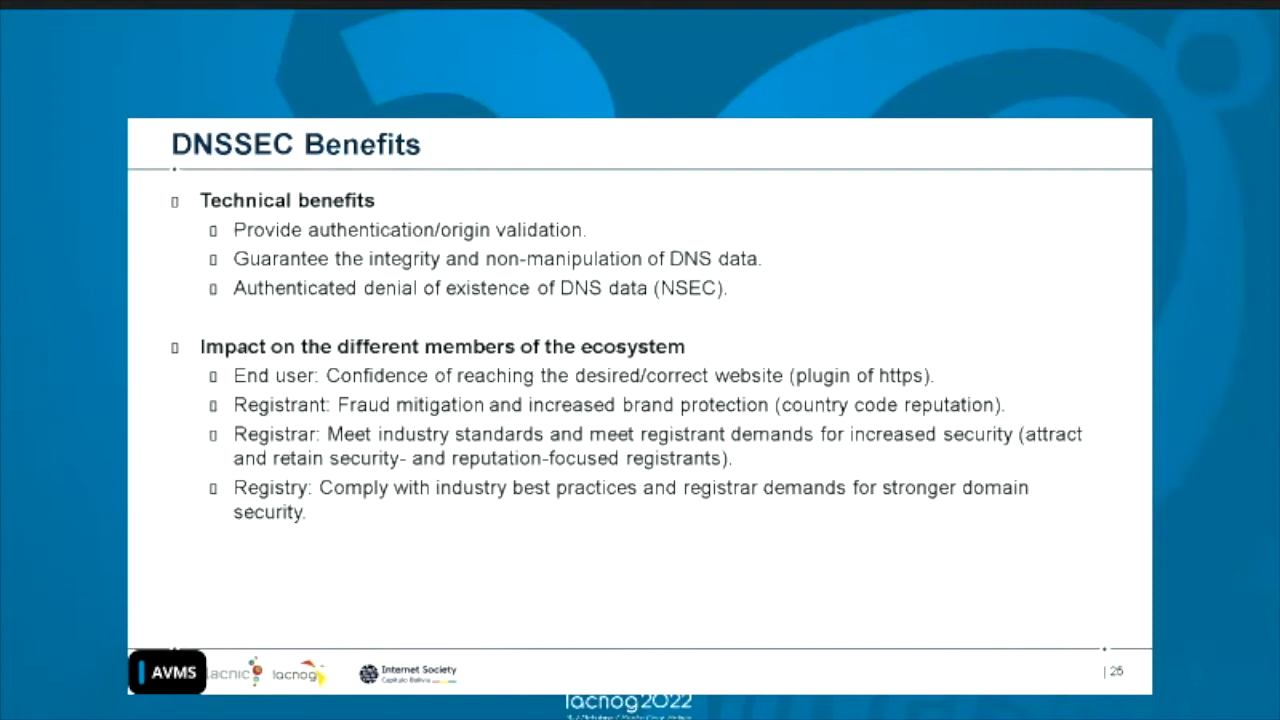 DNSSEC Benefits
Technical benefits
Provide authentication/origin validation.
Guarantee the integrity and non-manipulation of DNS data.
Authenticated denial of existence of DNS data (NSEC).
Impact on the different members of the ecosystem
End user: Confidence of reaching the desired/correct website (plugin of https).
Registrant: Fraud mitigation and increased brand protection (country code reputation).
Registrar: Meet industry standards and meet registrant demands for increased security (attract
and retain security- and reputation-focused registrants).
Registry: Comply with industry best practices and registrar demands for stronger domain
security.
AVMS
lacnic
lacnog
Internet Society
Capítulo Bolivia
| 25
lacnog2022